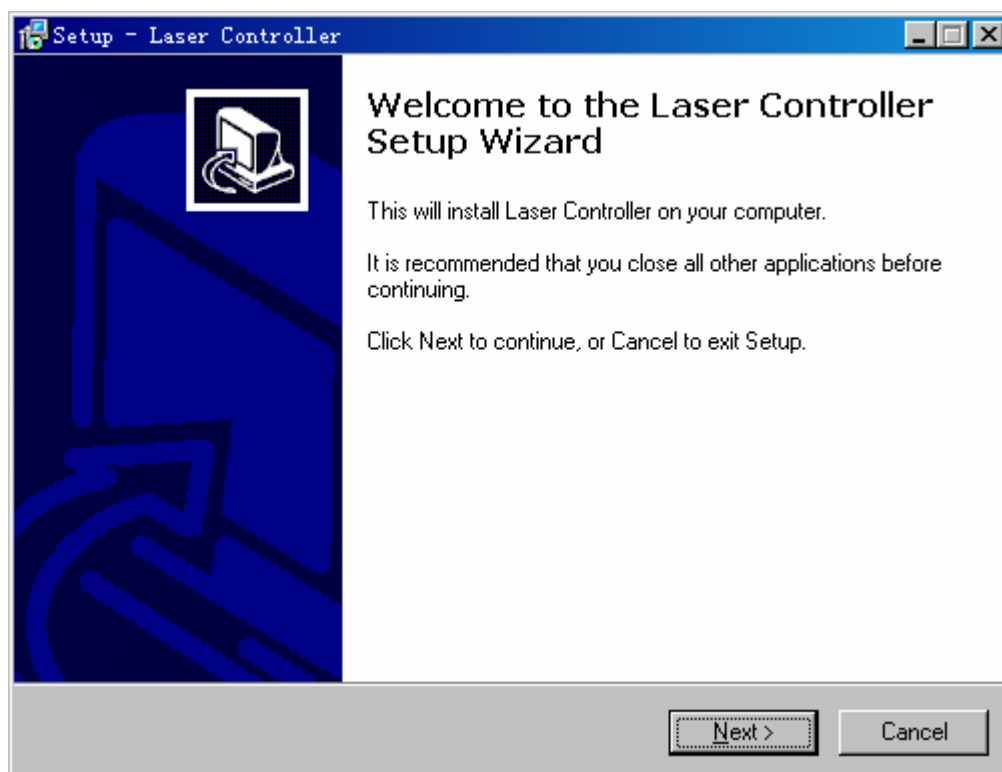 Setup - Laser Controller
Welcome to the Laser Controller
Setup Wizard
This will install Laser Controller on your computer.
It is recommended that you close all other applications before
continuing.
Click Next to continue, or Cancel to exit Setup.
Next >
Cancel